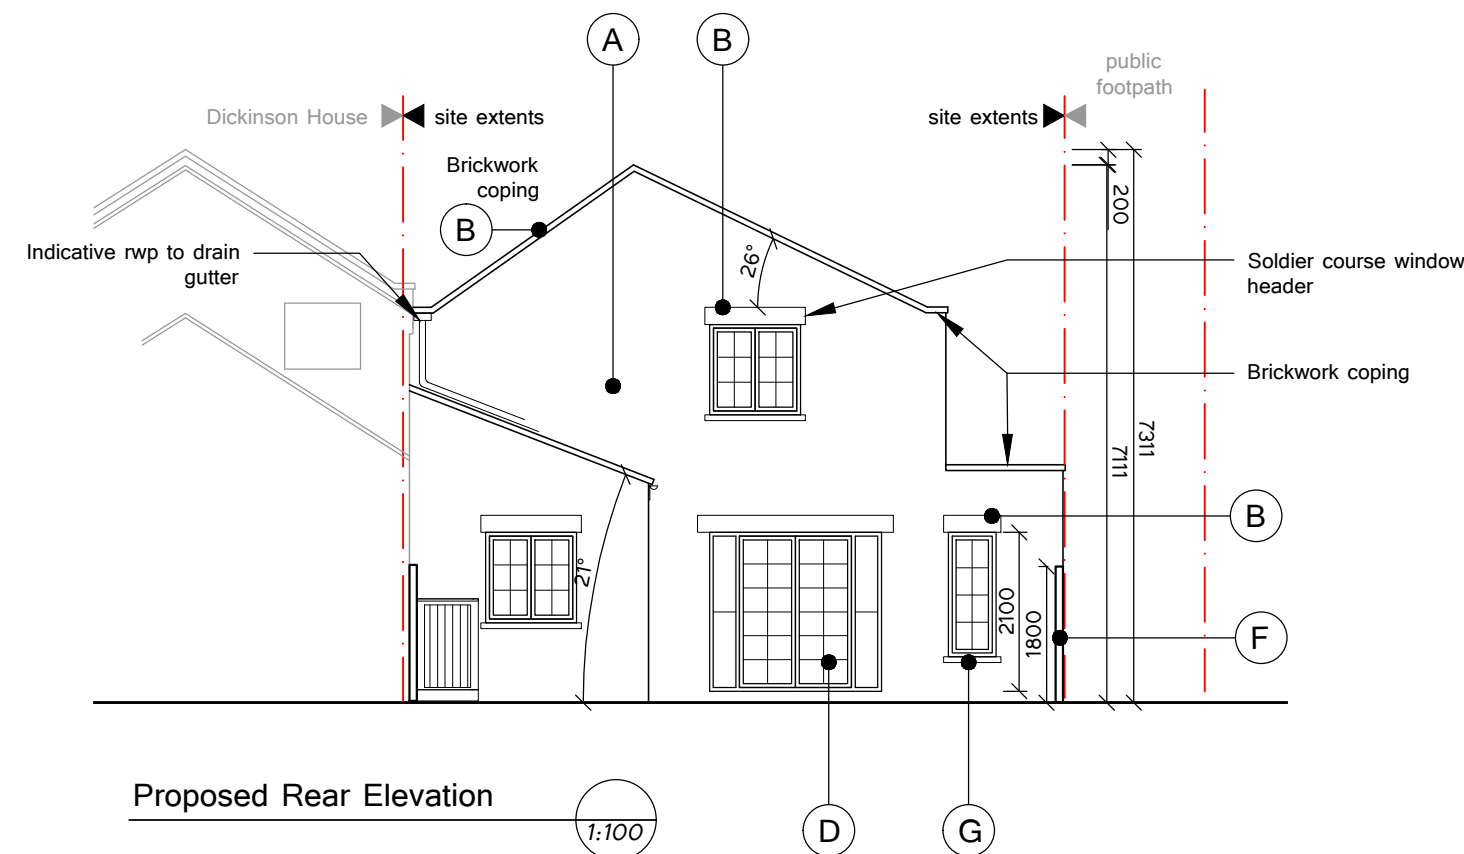 A
B
public
footpath
Dickinson House
site extents
site extents
Brickwork
coping
B
200
Indicative rwp to drain
gutter
26°
Soldier course window
header
Brickwork coping
7311
7111
B
21°
2100
1800
F
Proposed Rear Elevation
1:100
D
G